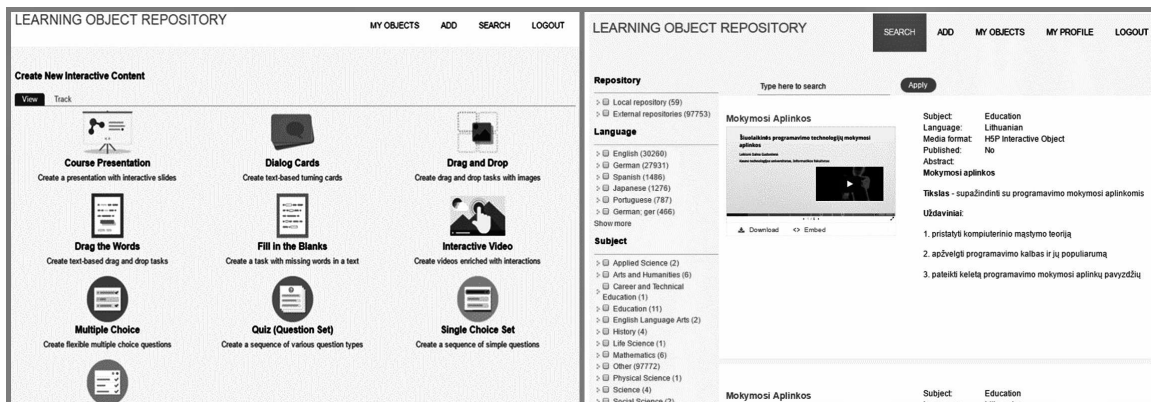 LEARNING OBJECT REPOSITORY
MY OBJECTS ADD SEARCH LOGOUT
Create New Interactive Content
View Track
Course Presentation
Create a presentation with interactive slides
Dialog Cards
Create text-based turning cards
Drag and Drop
Create drag and drop tasks with images
Drag the Words
Create text-based drag and drop tasks
Fill in the Blanks
Create a task with missing words in a text
Interactive Video
Create videos enriched with interactions
Multiple Choice
Create flexible multiple choice questions
Quiz (Question Set)
Create a sequence of various question types
Single Choice Set
Create a sequence of simple questions
LEARNING OBJECT REPOSITORY
SEARCH ADD MY OBJECTS MY PROFILE LOGOUT
Repository
Local repository (59)
External repositories (97753)
Language
English (30260)
German (27931)
Spanish (1486)
Japanese (1276)
Portuguese (787)
German; ger (466)
Show more
Subject
Applied Science (2)
Arts and Humanities (6)
Career and Technical
Education (1)
Education (11)
English Language Arts (2)
History (4)
Life Science (1)
Mathematics (6)
Other (97772)
Physical Science (1)
Science (4)
Social Science (2)
Type here to search
Apply
Mokymosi Aplinkos
Šiuolaikinės programavimo technologijų mokymosi
aplinkos
Download Embed
Subject: Education
Language: Lithuanian
Media format: H5P Interactive Object
Published: No
Abstract:
Mokymosi aplinkos
Tikslas - supažindinti su programavimo mokymosi aplinkomis
Uždaviniai:
1. pristatyti kompiuterinio mąstymo teoriją
2. apžvelgti programavimo kalbas ir jų populiarumą
3. pateikti keletą programavimo mokymosi aplinkų pavyzdžių
Mokymosi Aplinkos
Subject: Education